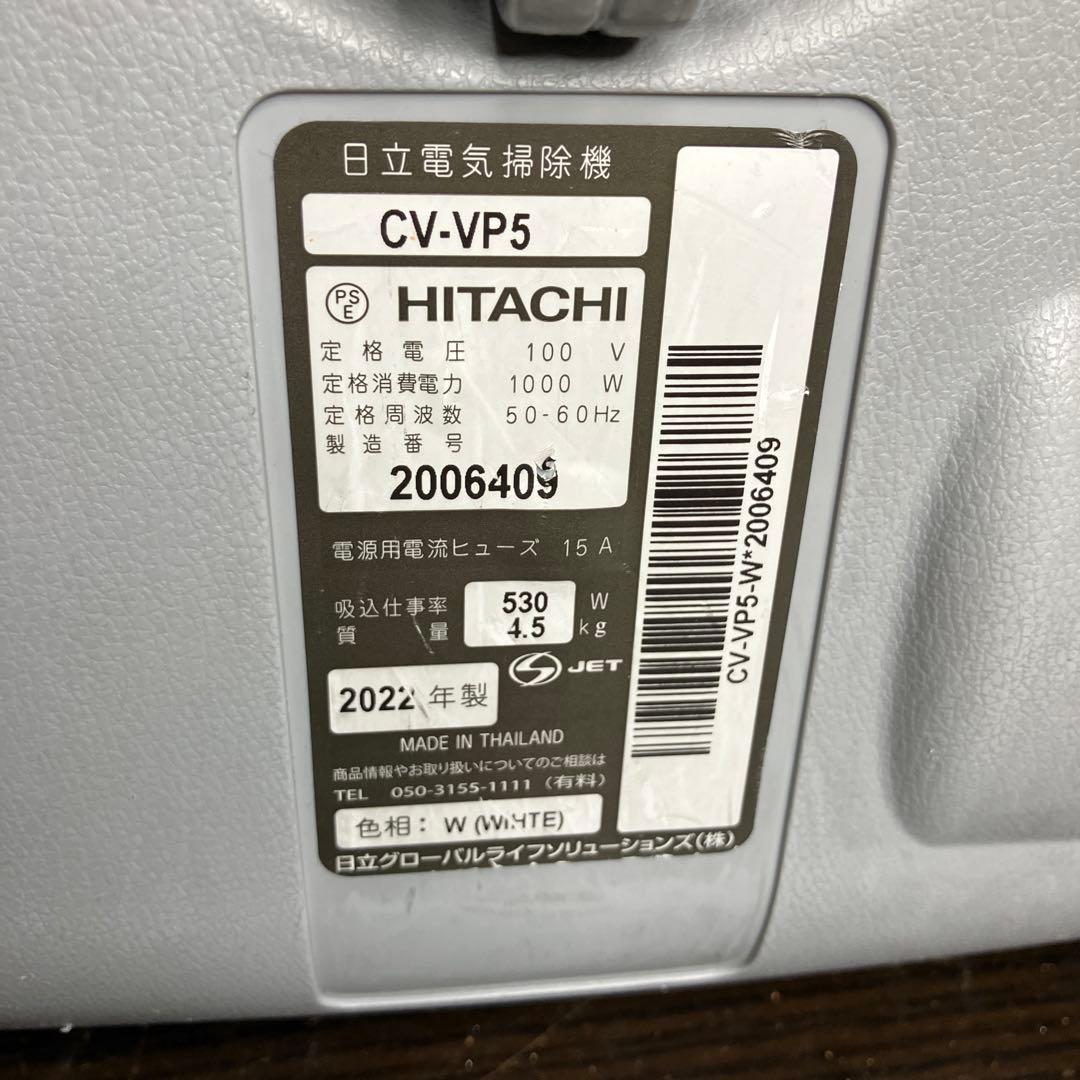 日立電気掃除機
CV-VP5
PSE HITACHI
定格電圧 100 V
定格消費電力 1000 W
定格周波数 50-60Hz
製造番号
2006409
電源用電流ヒューズ 15 A
吸込仕事率 530 W
質量 4.5 kg
S JET
2022 年製
MADE IN THAILAND
商品情報やお取り扱いについてのご相談は
TEL 050-3155-1111 (有料)
色相: W (WHITE)
日立グローバルライフソリューションズ(株)
CV-VP5-W*2006409